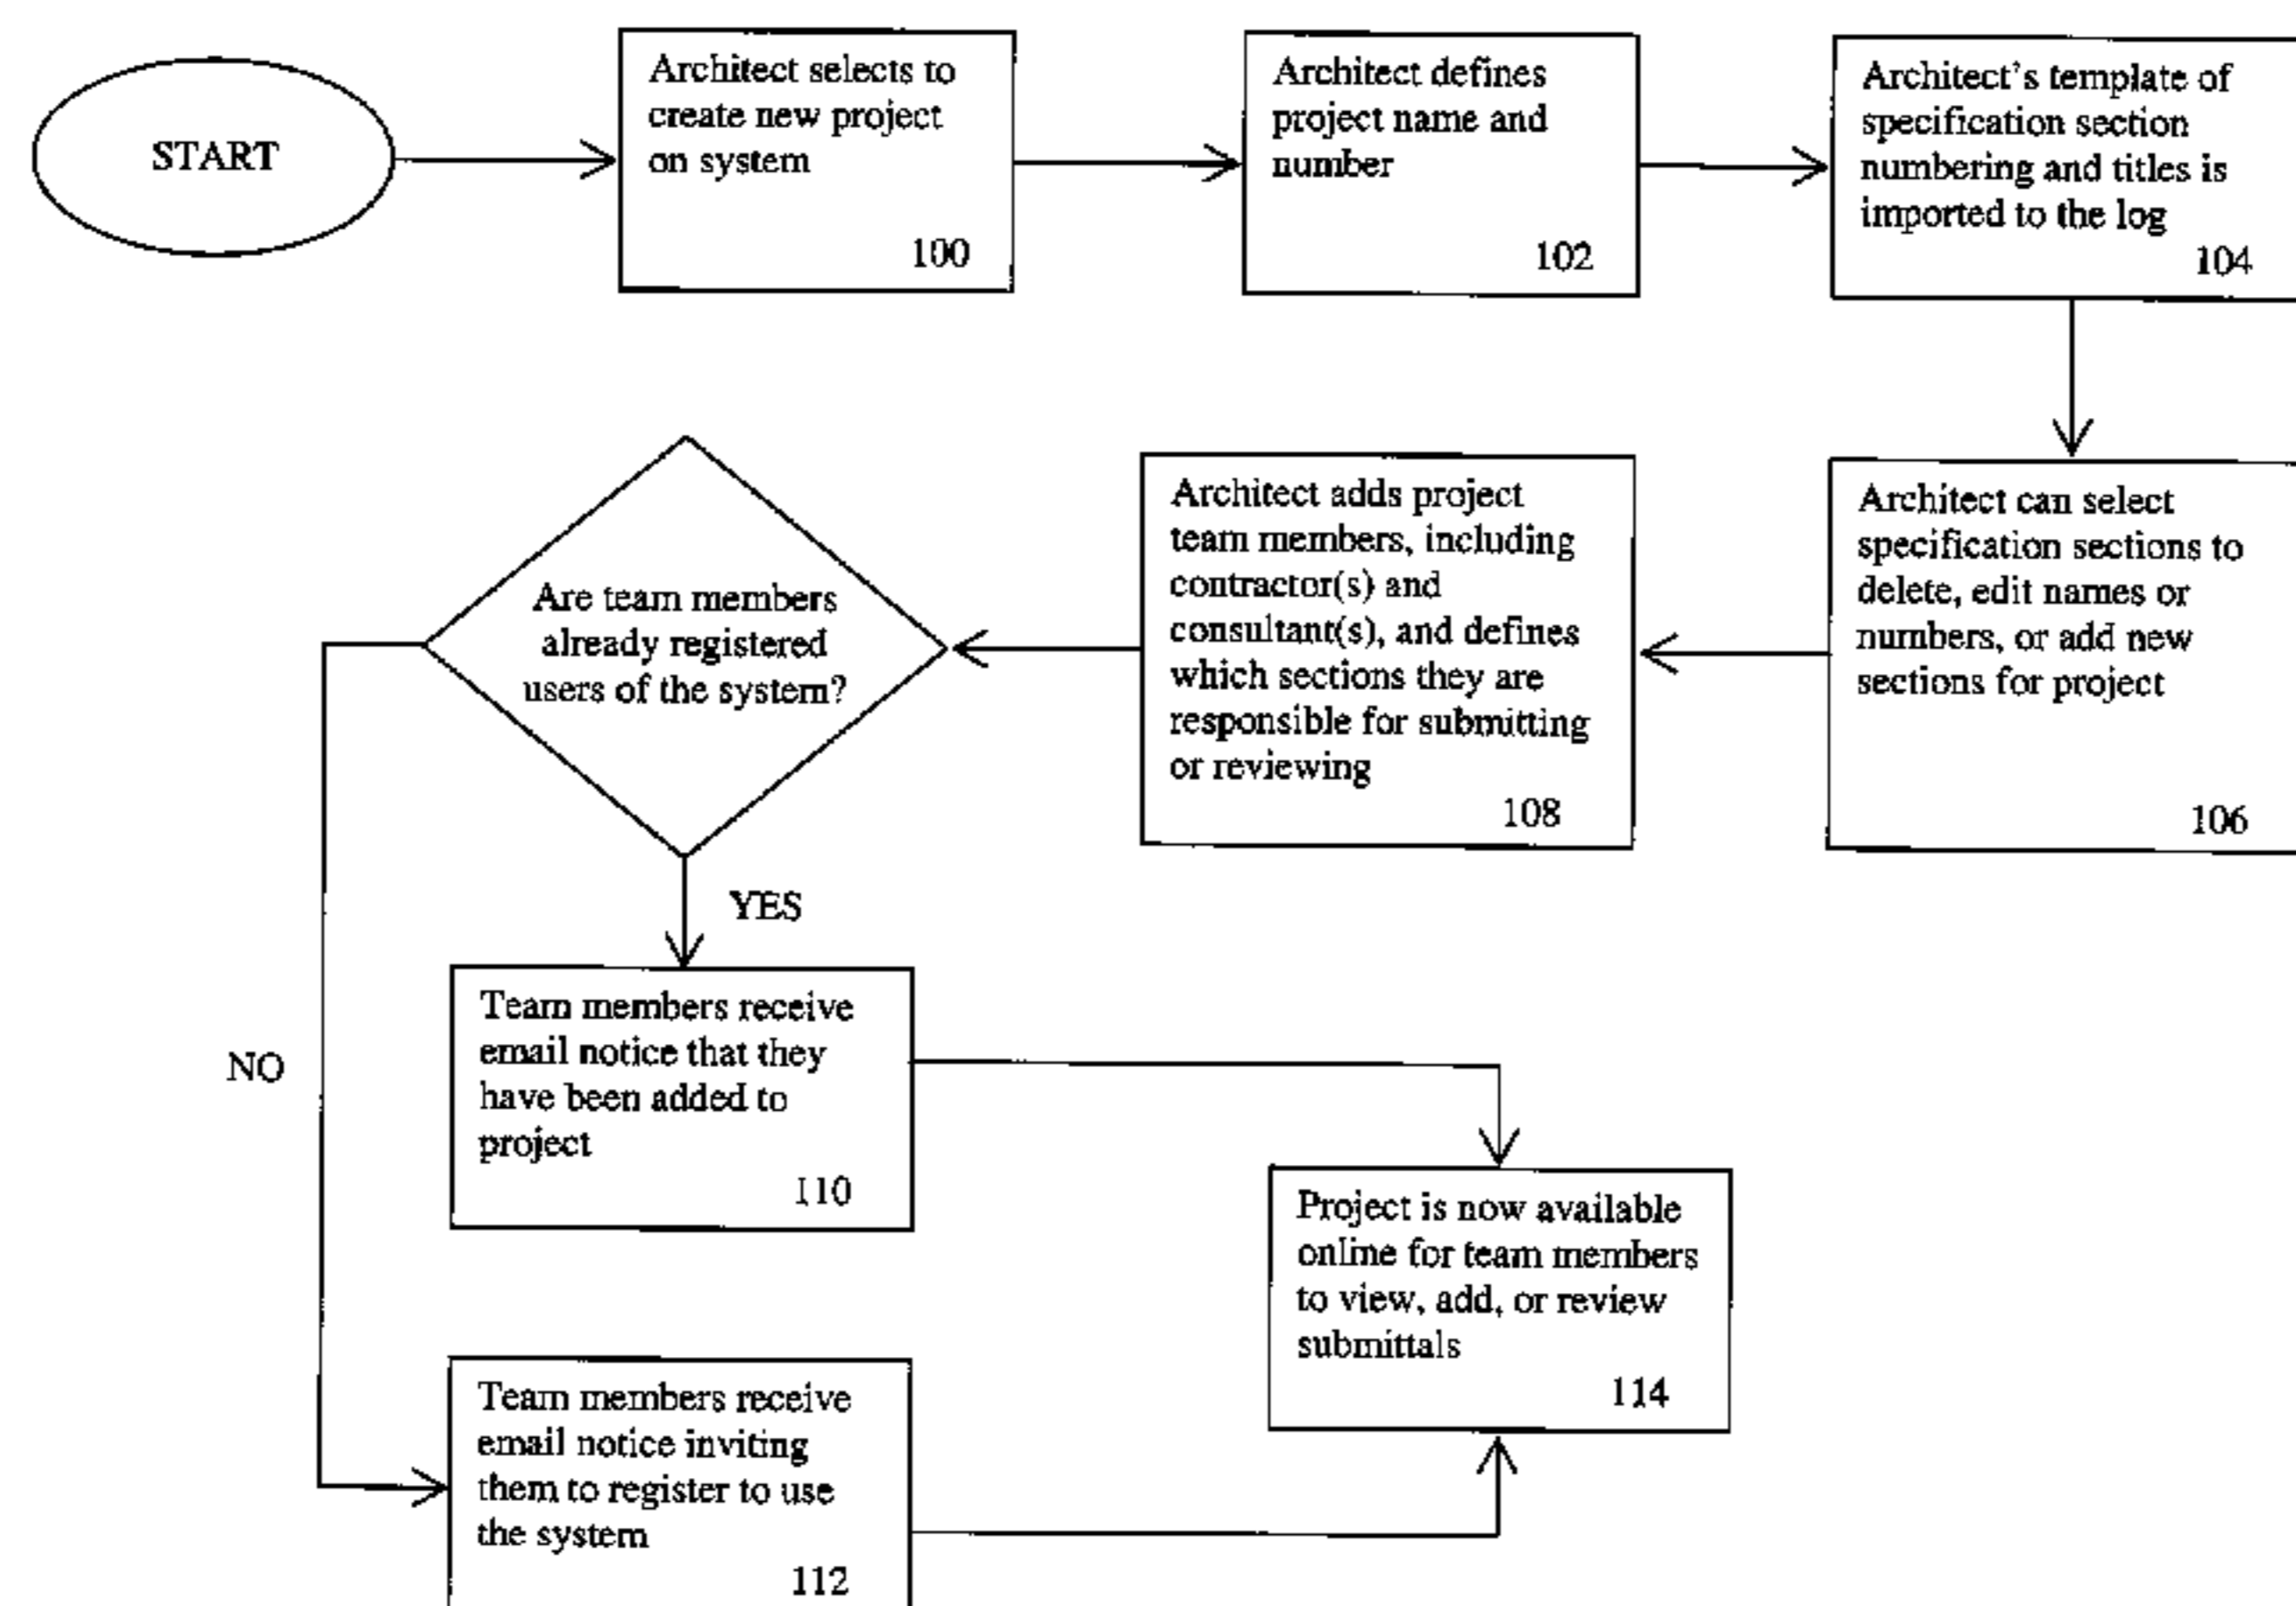 START
Architect selects to
create new project
on system
100
Architect defines
project name and
number
102
Architect's template of
specification section
numbering and titles is
imported to the log
104
Architect can select
specification sections to
delete, edit names or
numbers, or add new
sections for project
106
Architect adds project
team members, including
contractor(s) and
consultant(s), and defines
which sections they are
responsible for submitting
or reviewing
108
Are team members
already registered
users of the system?
YES
NO
Team members receive
email notice that they
have been added to
project
110
Team members receive
email notice inviting
them to register to use
the system
112
Project is now available
online for team members
to view, add, or review
submittals
114